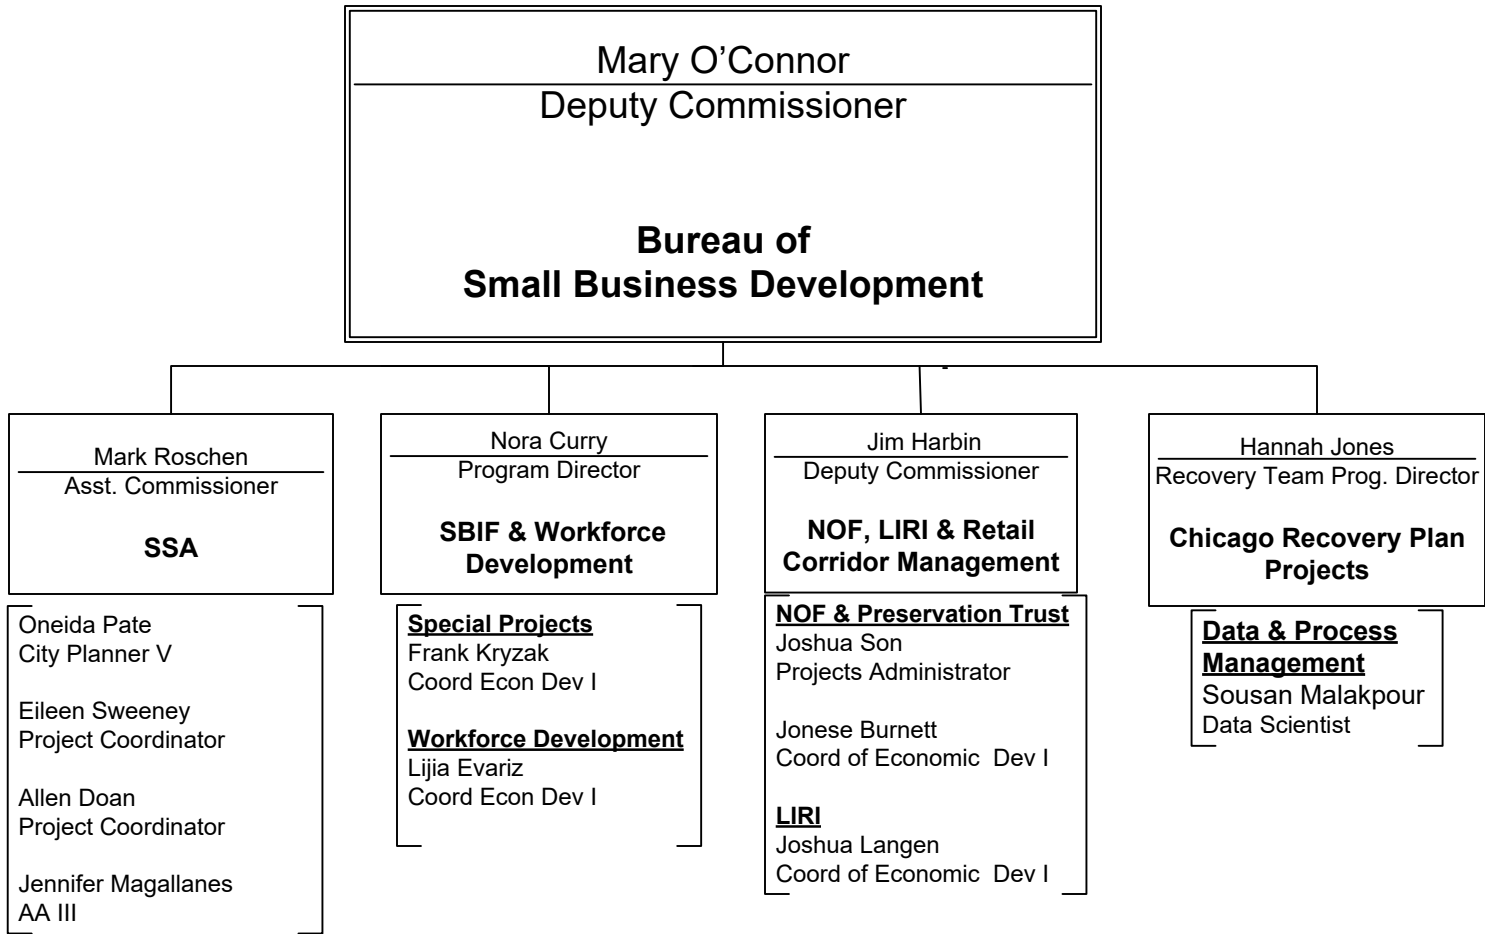 Mary O’Connor
Deputy Commissioner
Bureau of
Small Business Development
Mark Roschen
Asst. Commissioner
SSA
Oneida Pate
City Planner V
Eileen Sweeney
Project Coordinator
Allen Doan
Project Coordinator
Jennifer Magallanes
AA III
Nora Curry
Program Director
SBIF & Workforce
Development
Special Projects
Frank Kryzak
Coord Econ Dev I
Workforce Development
Lijia Evariz
Coord Econ Dev I
Jim Harbin
Deputy Commissioner
NOF, LIRI & Retail
Corridor Management
NOF & Preservation Trust
Joshua Son
Projects Administrator
Jonese Burnett
Coord of Economic  Dev I
LIRI
Joshua Langen
Coord of Economic  Dev I
Hannah Jones
Recovery Team Prog. Director
Chicago Recovery Plan
Projects
Data & Process
Management
Sousan Malakpour
Data Scientist